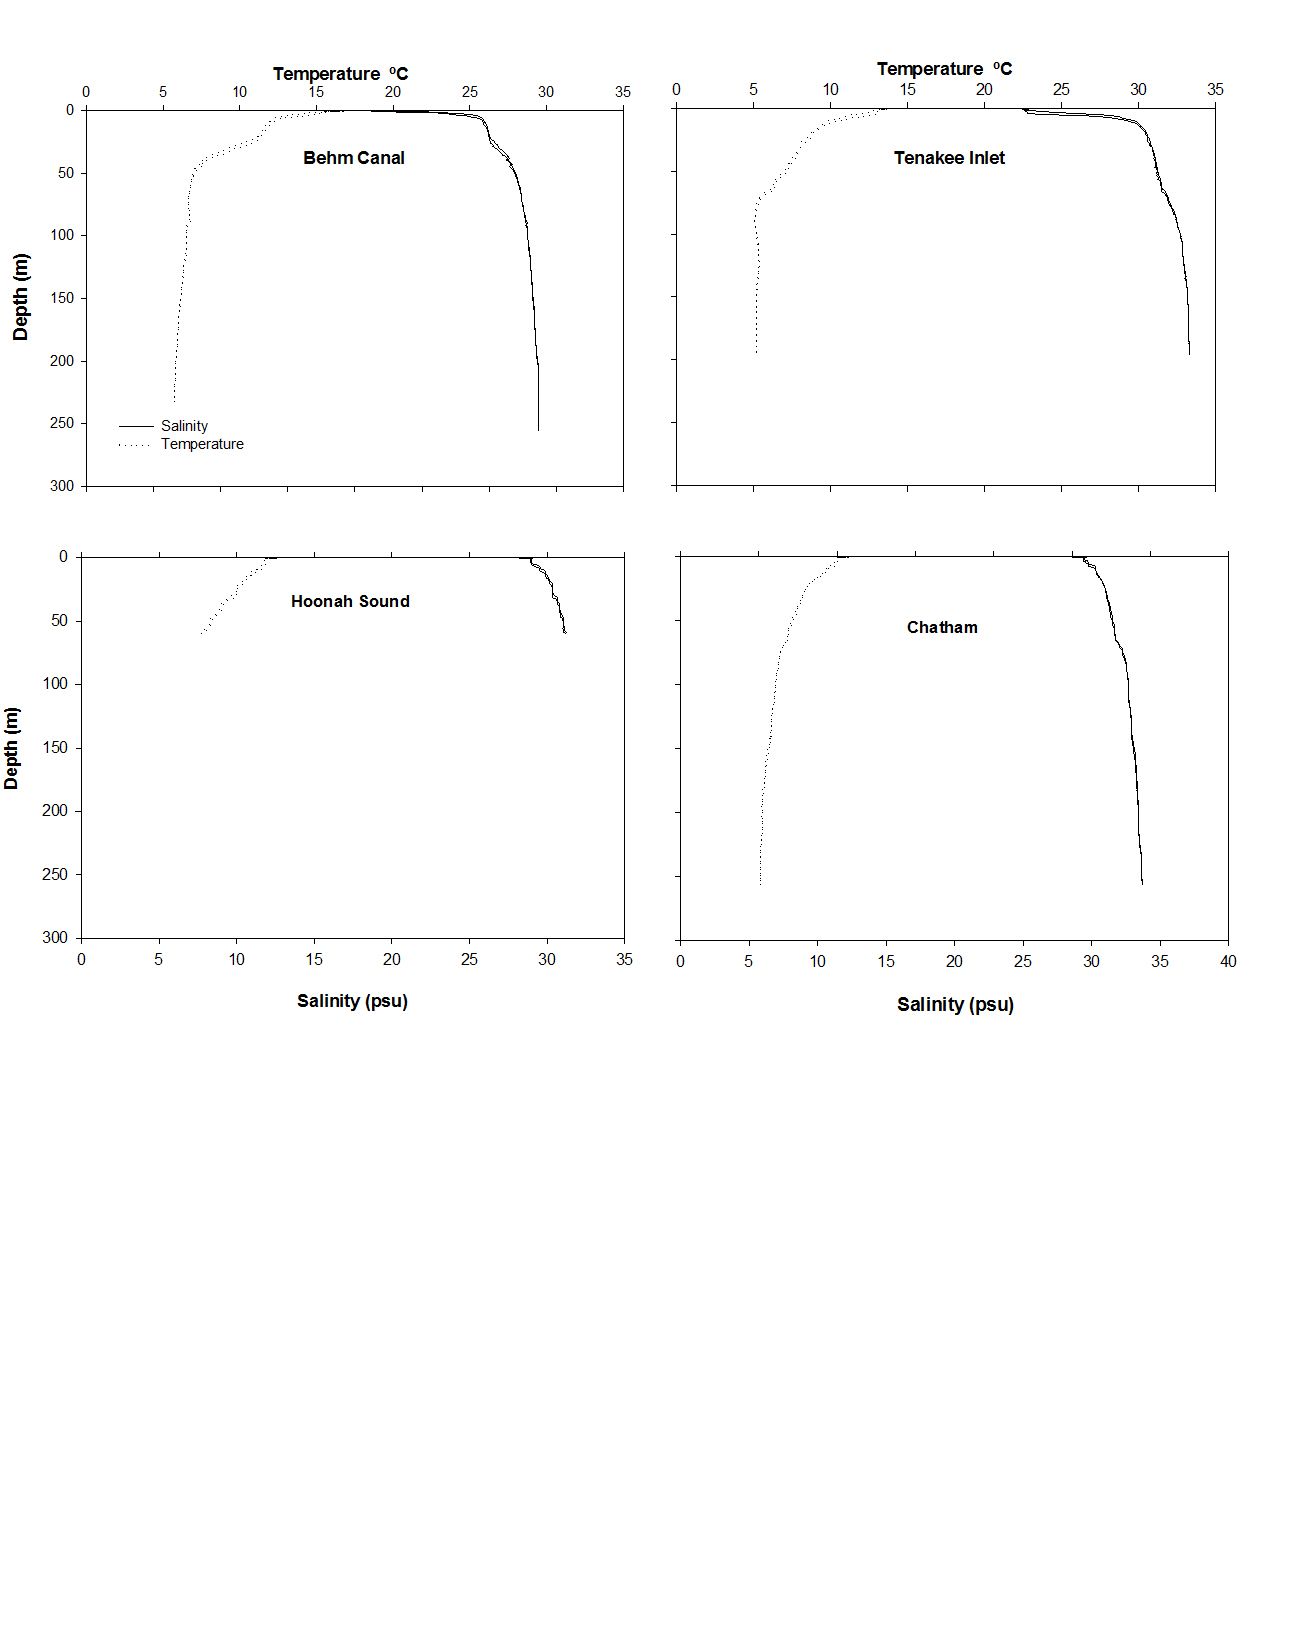 Temperature ºC
0 5 10 15 20 25 30 35
Temperature ºC
0 5 10 15 20 25 30 35
Depth (m)
0
50
100
150
200
250
300
Behm Canal
Salinity
Temperature
Tenakee Inlet
Depth (m)
0
50
100
150
200
250
300
Hoonah Sound
0 5 10 15 20 25 30 35
Salinity (psu)
Chatham
0 5 10 15 20 25 30 35 40
Salinity (psu)